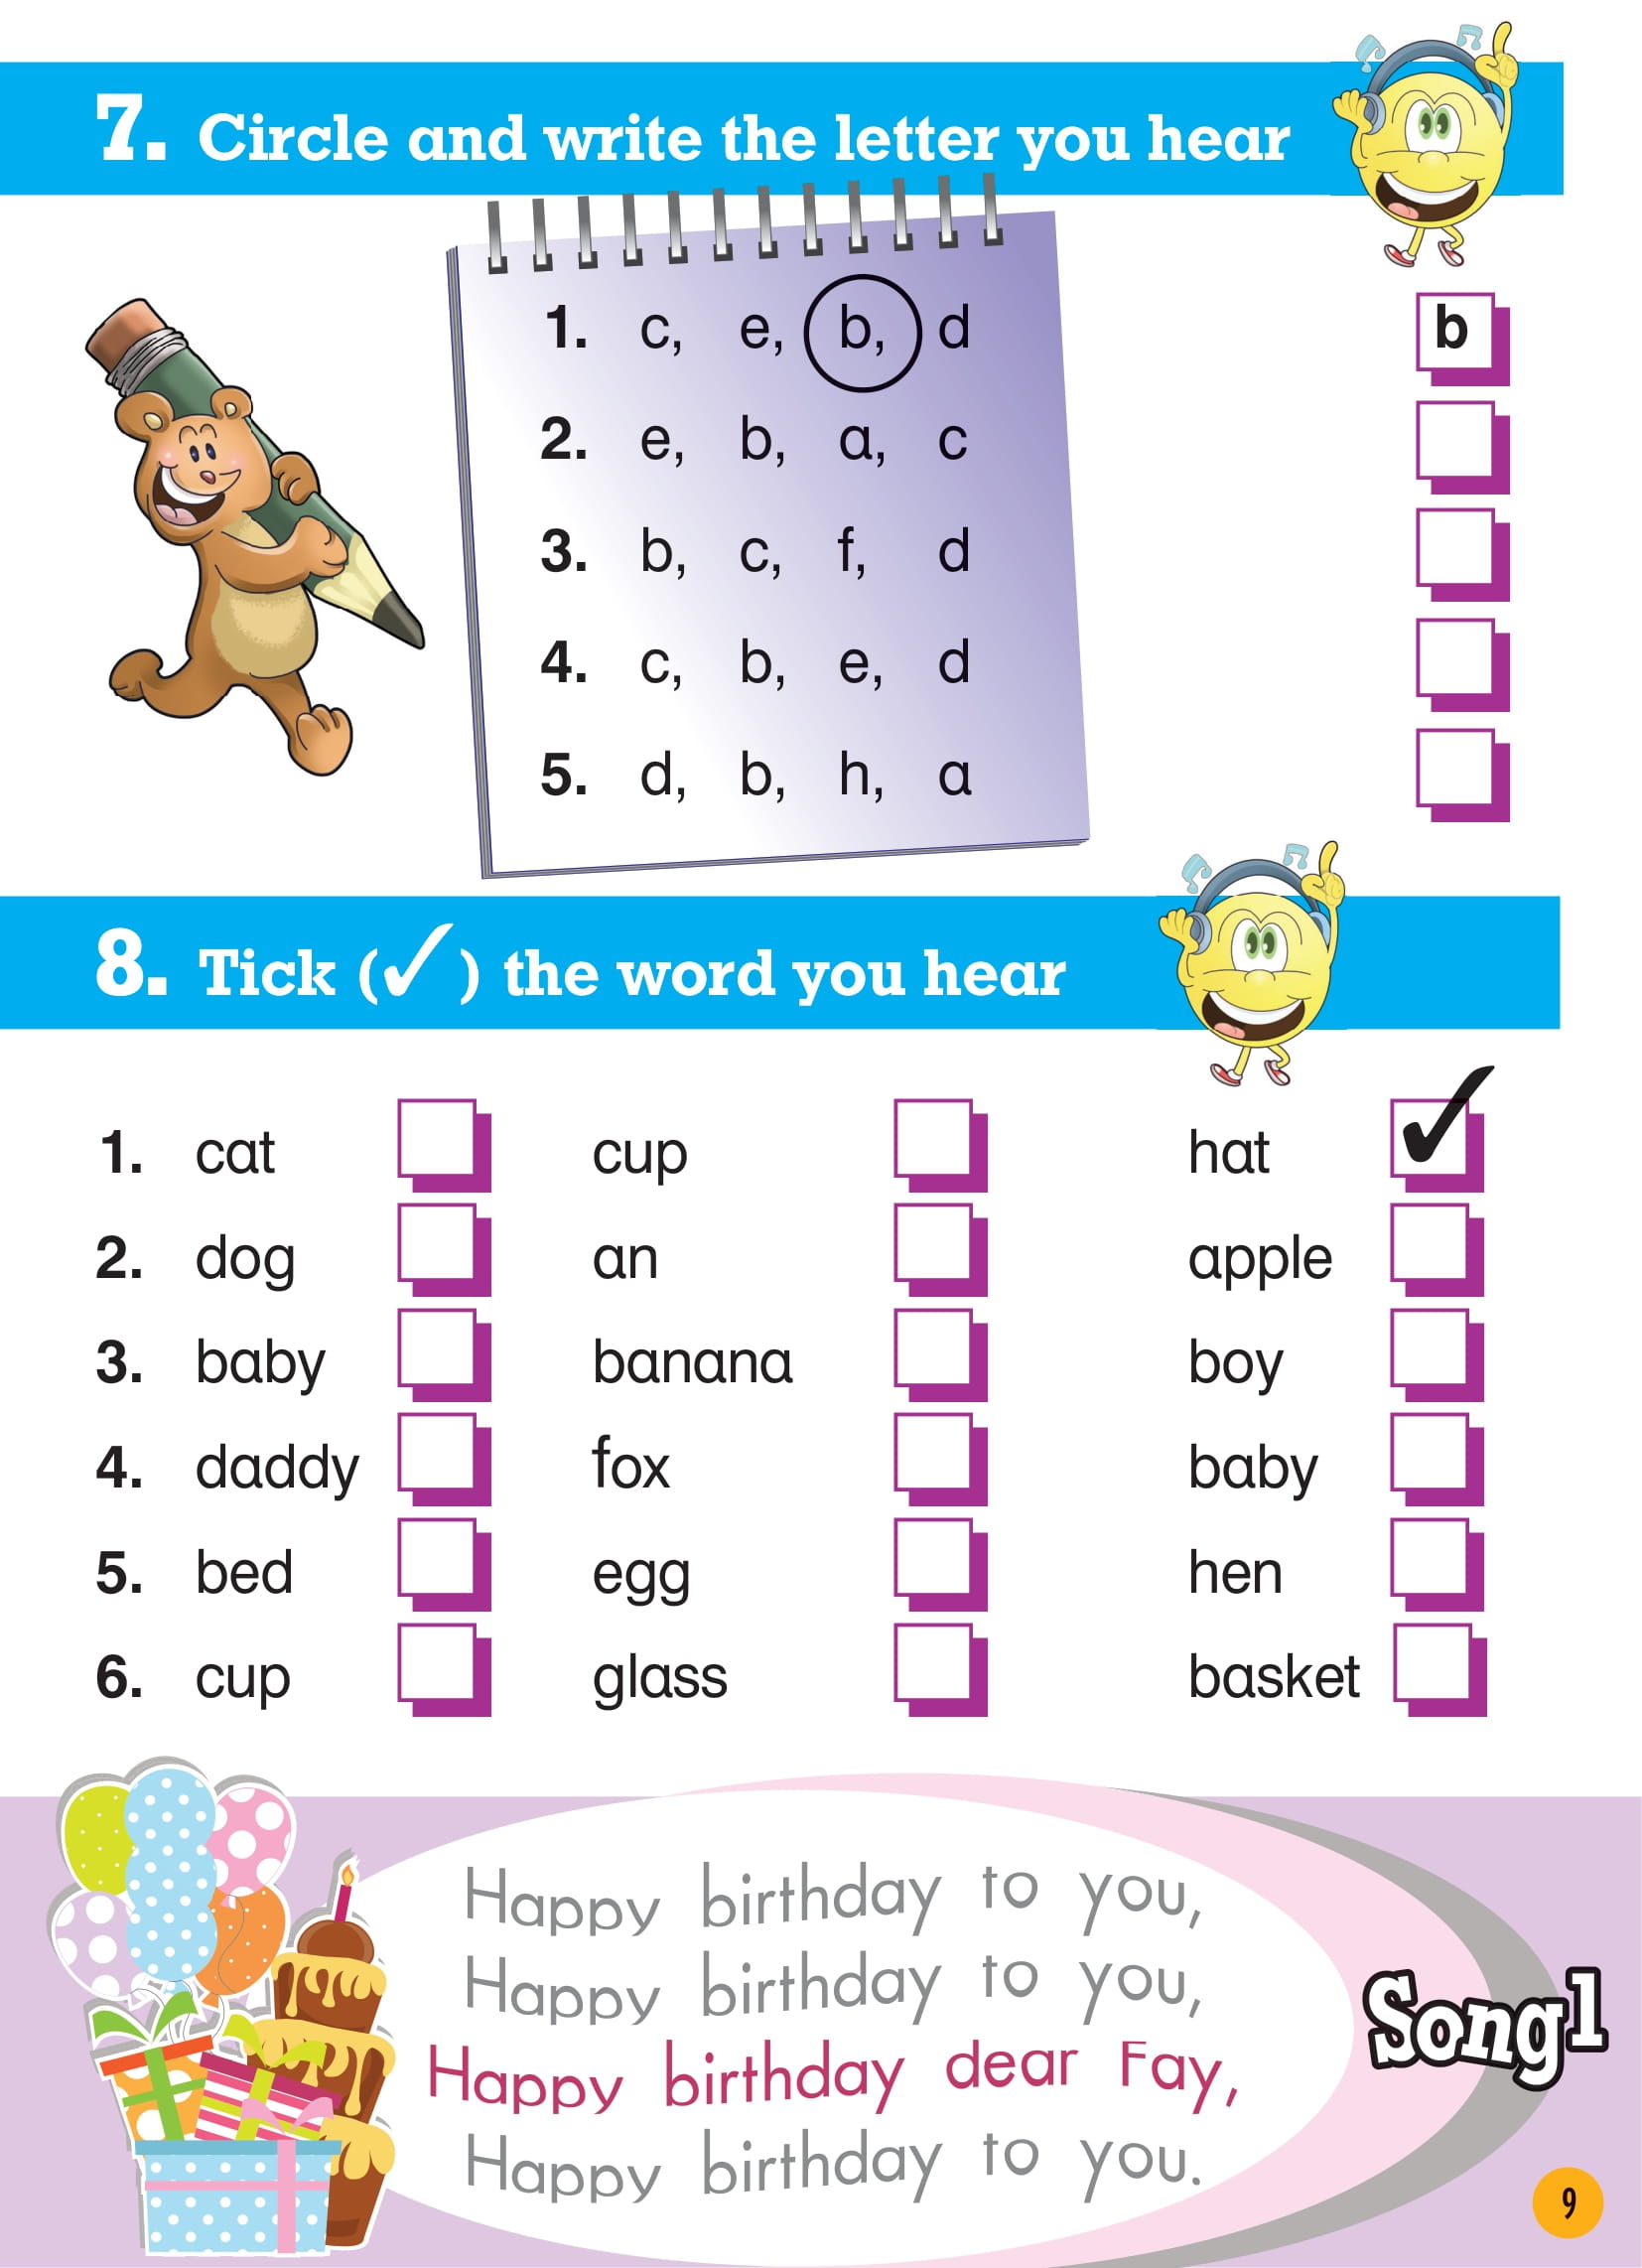 7. Circle and write the letter you hear
1. c, e, b, d b
2. e, b, a, c
3. b, c, f, d
4. c, b, e, d
5. d, b, h, a
8. Tick (✓) the word you hear
1. cat cup hat ✓
2. dog an apple
3. baby banana boy
4. daddy fox baby
5. bed egg hen
6. cup glass basket
Happy birthday to you,
Happy birthday to you,
Happy birthday dear Fay,
Happy birthday to you.
Song 1
9